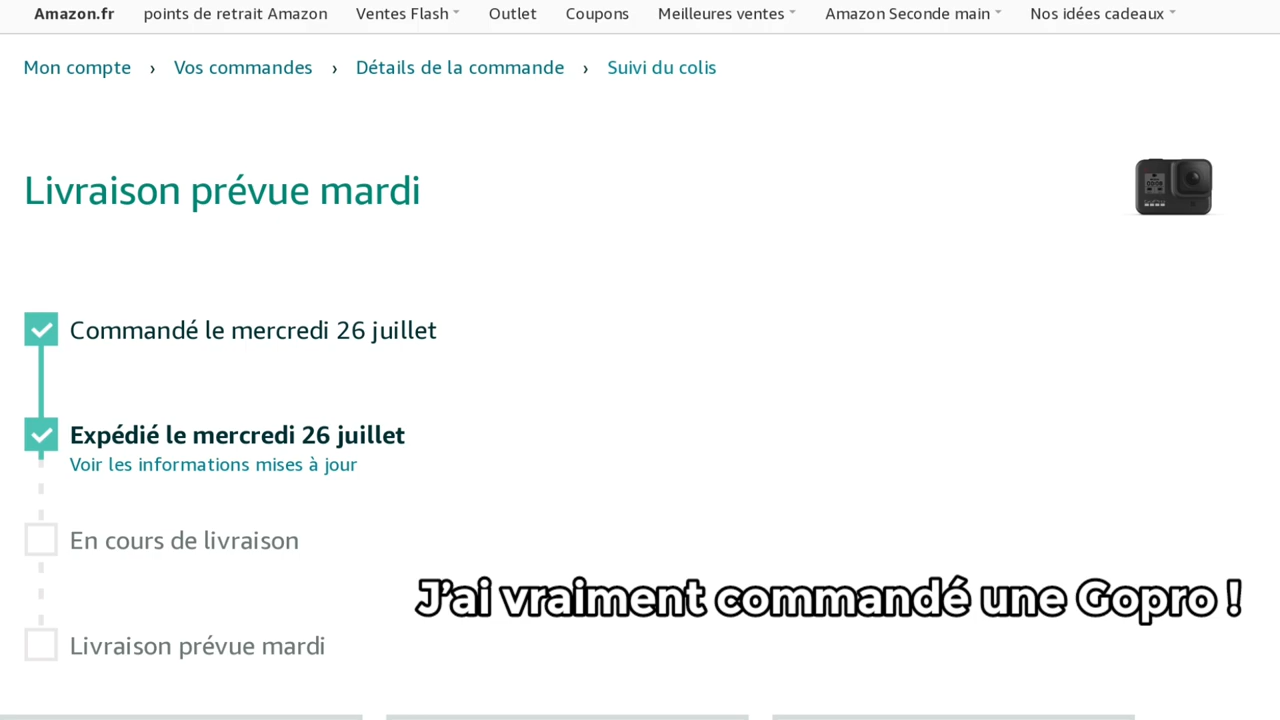 Amazon.fr points de retrait Amazon Ventes Flash Outlet Coupons Meilleures ventes Amazon Seconde main Nos idées cadeaux
Mon compte › Vos commandes › Détails de la commande › Suivi du colis
Livraison prévue mardi
Commandé le mercredi 26 juillet
Expédié le mercredi 26 juillet
Voir les informations mises à jour
En cours de livraison
J'ai vraiment commandé une Gopro !
Livraison prévue mardi